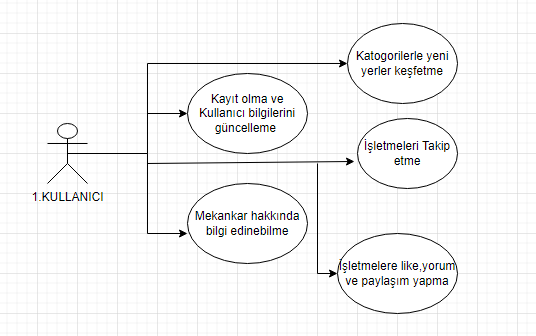 Katogorilerle yeni
yerler keşfetme
Kayıt olma ve
Kullanıcı bilgilerini
güncelleme
İşletmeleri Takip
etme
1.KULLANICI
Mekankar hakkında
bilgi edinebilme
İşletmelere like,yorum
ve paylaşım yapma